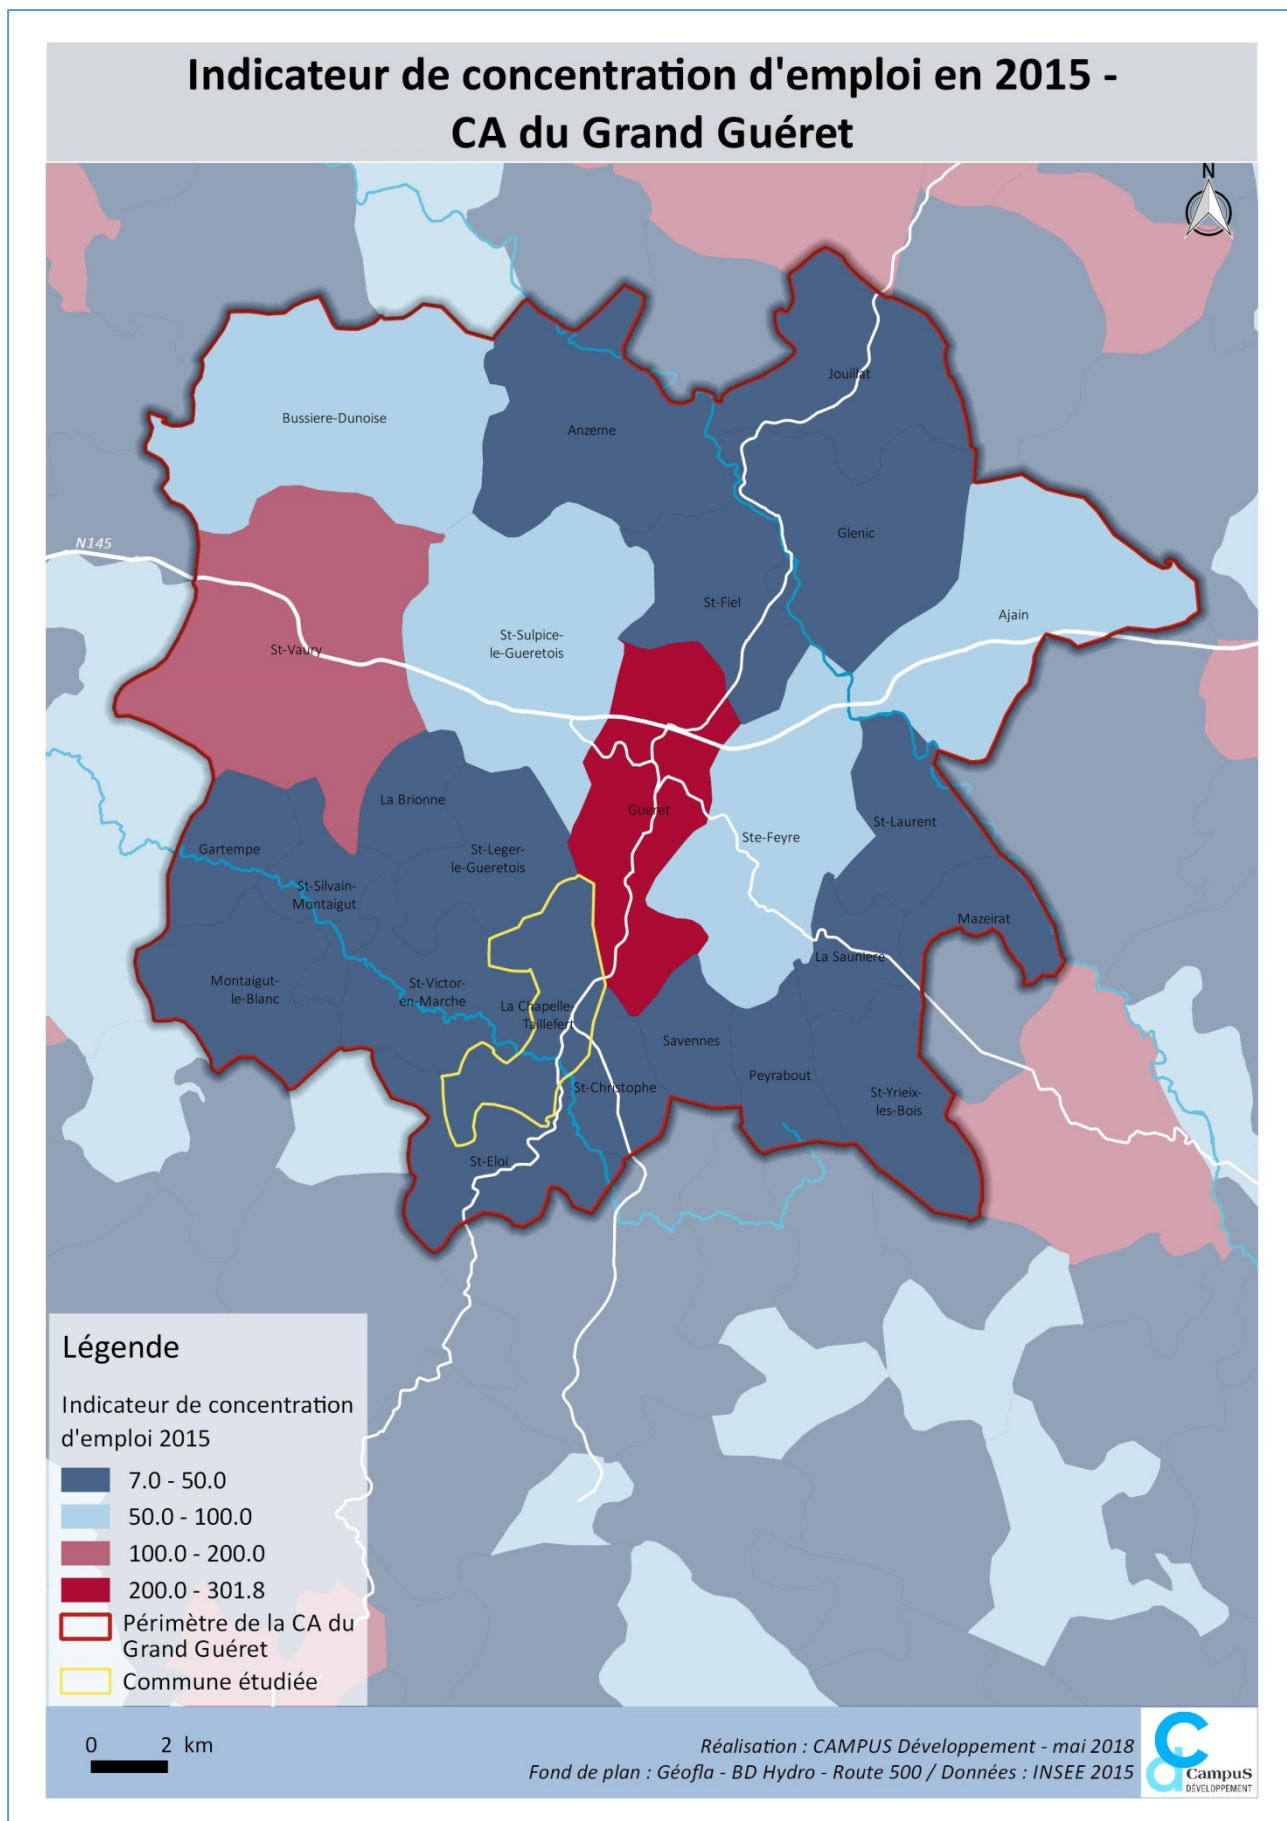 Indicateur de concentration d'emploi en 2015 -
CA du Grand Guéret
N
Jouillat
Bussiere-Dunoise
Anzeme
Glenic
N145
St-Fiel
Ajain
St-Sulpice-
le-Gueretois
St-Vaury
La Brionne
Gueret
St-Laurent
Ste-Feyre
Gartempe
St-Leger-
le-Gueretois
St-Silvain-
Montaigut
Mazeirat
La Sauniere
Montaigut-
le-Blanc
St-Victor-
en-Marche
La Chapelle-
Taillefert
Savennes
Peyrabout
St-Christophe
St-Yrieix-
les-Bois
St-Eloi
Légende
Indicateur de concentration
d'emploi 2015
7.0 - 50.0
50.0 - 100.0
100.0 - 200.0
200.0 - 301.8
Périmètre de la CA du
Grand Guéret
Commune étudiée
0 2 km
Réalisation : CAMPUS Développement - mai 2018
Fond de plan : Géofla - BD Hydro - Route 500 / Données : INSEE 2015
Cd
CampuS
DÉVELOPPEMENT